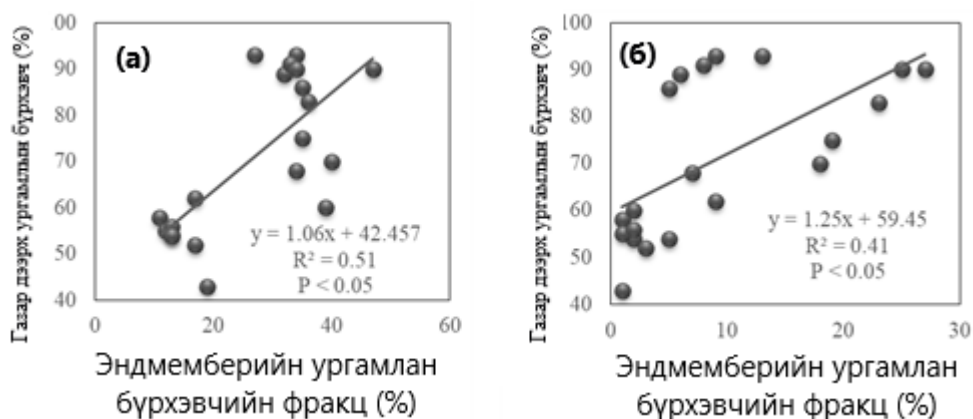 (а)
Газар дээрх ургамлын бүрхэвч (%)
00
90
80
70
60
50
40
y = 1.06x + 42.457
R² = 0.51
P < 0.05
0
20
40
60
Эндмемберийн ургамлан
бүрхэвчийн фракц (%)
(б)
Газар дээрх ургамлын бүрхэвч (%)
100
90
80
70
60
50
40
y = 1.25x + 59.45
R² = 0.41
P < 0.05
0
10
20
30
Эндмемберийн ургамлан
бүрхэвчийн фракц (%)